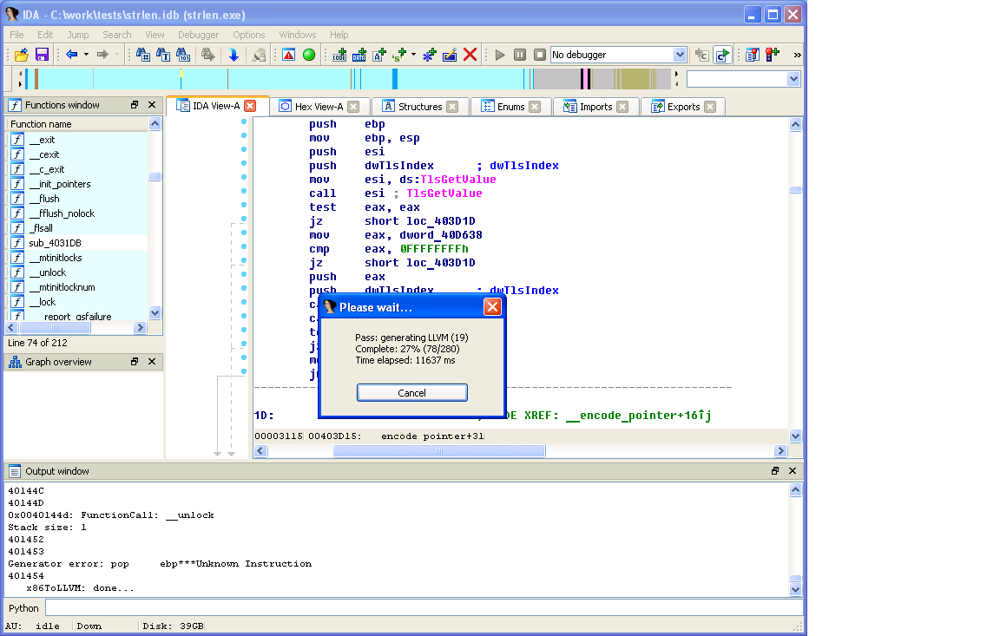 IDA - C:\work\tests\strlen.idb (strlen.exe)
File Edit Jump Search View Debugger Options Windows Help
No debugger
Functions window
IDA View-A Hex View-A Structures Enums Imports Exports
Function name
__exit
__cexit
__c_exit
__init_pointers
__flush
__fflush_nolock
_flsall
sub_4031DB
__mtinitlocks
__unlock
__mtinitlocknum
__lock
__report_gsfailure
Line 74 of 212
Graph overview
push ebp
mov ebp, esp
push esi
push dwTlsIndex ; dwTlsIndex
mov esi, ds:TlsGetValue
call esi ; TlsGetValue
test eax, eax
jz short loc_403D1D
mov eax, dword_40D638
cmp eax, 0FFFFFFFFh
jz short loc_403D1D
push eax
push dwTlsIndex ; dwTlsIndex
Please wait...
Pass: generating LLVM (19)
Complete: 27% (78/280)
Time elapsed: 11637 ms
Cancel
1D: DE XREF: __encode_pointer+16↑j
00003115 00403D15: encode pointer+31
Output window
40144C
40144D
0x0040144d: FunctionCall: __unlock
Stack size: 1
401452
401453
Generator error: pop ebp***Unknown Instruction
401454
x86ToLLVM: done...
Python
AU: idle Down Disk: 39GB